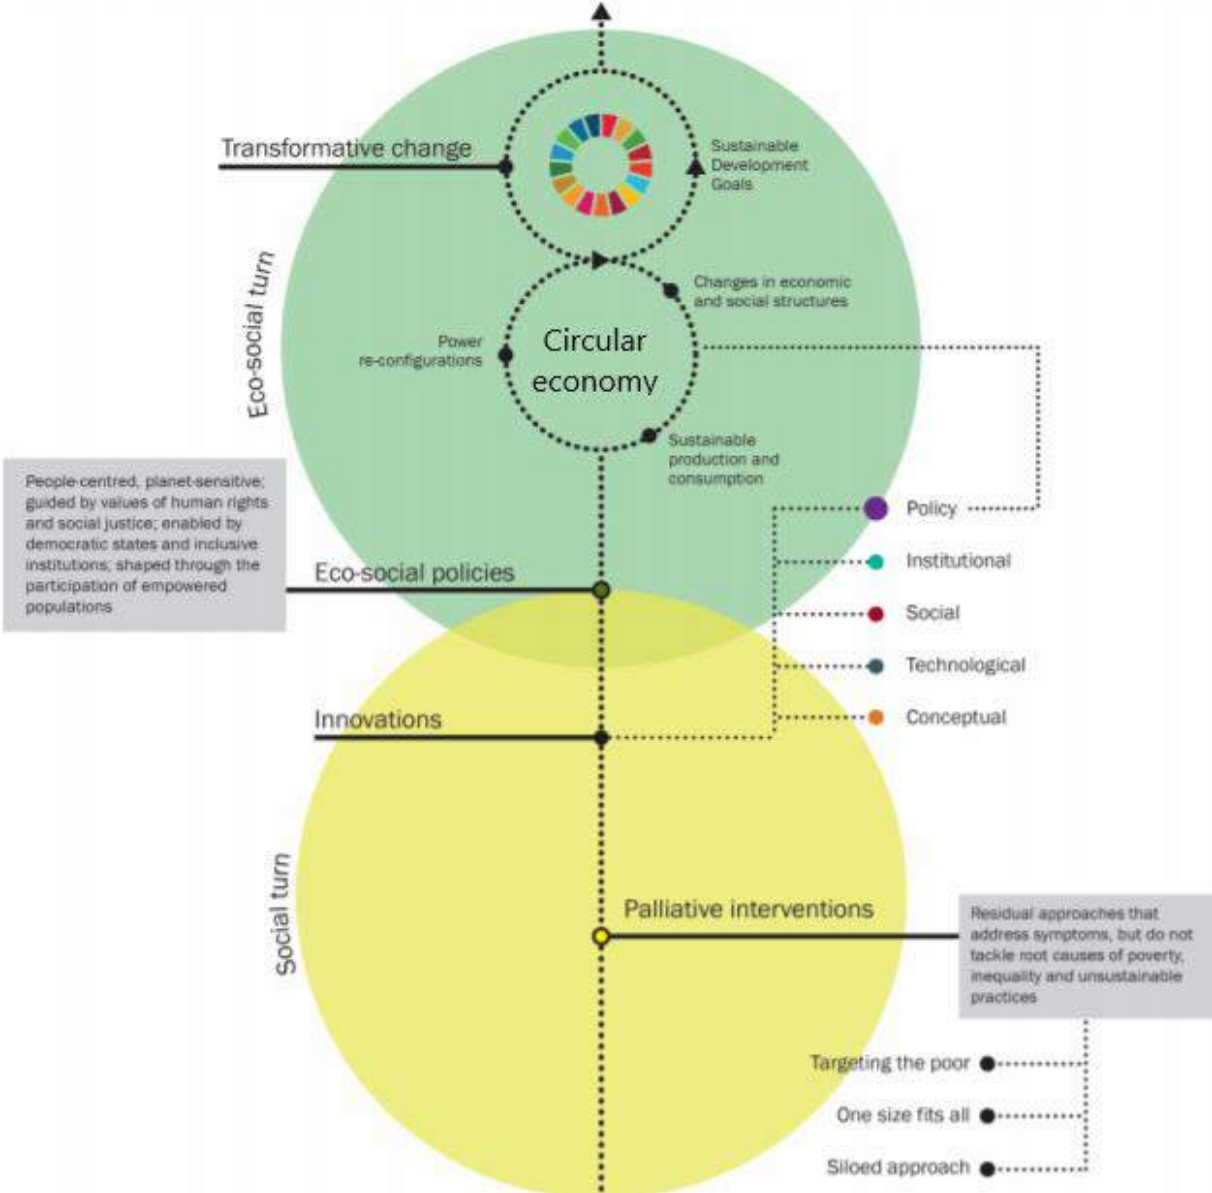 Transformative change
Sustainable
Development
Goals
Eco-social turn
Changes in economic
and social structures
Power
re-configurations
Circular
economy
Sustainable
production and
consumption
People-centred, planet-sensitive;
guided by values of human rights
and social justice; enabled by
democratic states and inclusive
institutions; shaped through the
participation of empowered
populations
Eco-social policies
Policy
Institutional
Social
Technological
Conceptual
Innovations
Social turn
Palliative interventions
Residual approaches that
address symptoms, but do not
tackle root causes of poverty,
inequality and unsustainable
practices
Targeting the poor
One size fits all
Siloed approach